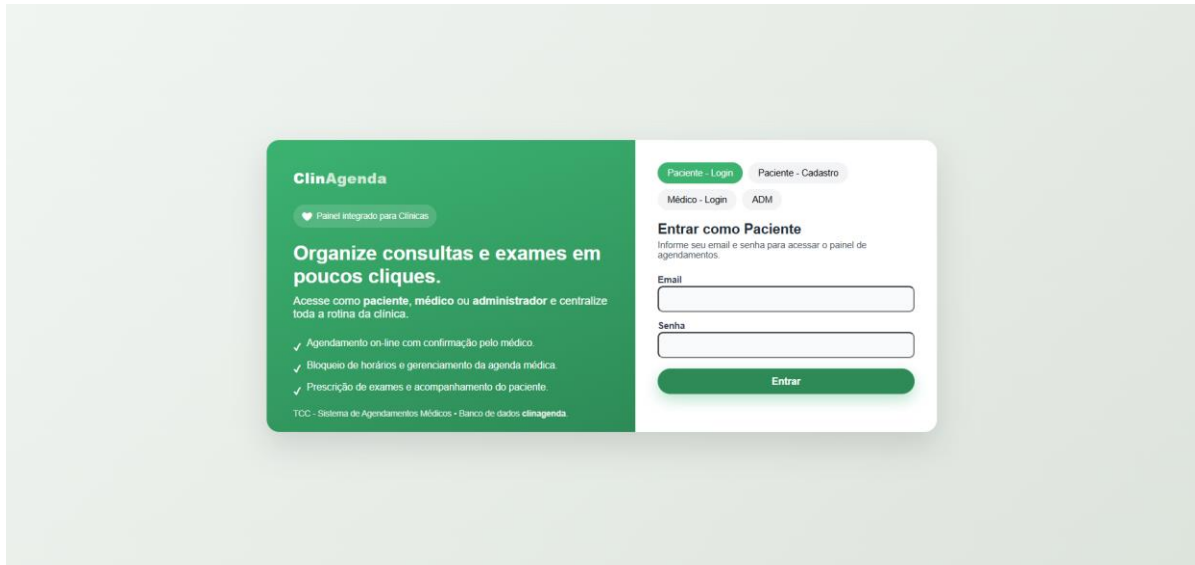 ClinAgenda
Painel integrado para Clínicas
Organize consultas e exames em
poucos cliques.
Acesse como paciente, médico ou administrador e centralize
toda a rotina da clínica.
Agendamento on-line com confirmação pelo médico.
Bloqueio de horários e gerenciamento da agenda médica.
Prescrição de exames e acompanhamento do paciente.
TCC - Sistema de Agendamentos Médicos • Banco de dados clinagenda.
Paciente - Login
Paciente - Cadastro
Médico - Login
ADM
Entrar como Paciente
Informe seu email e senha para acessar o painel de
agendamentos.
Email
Senha
Entrar